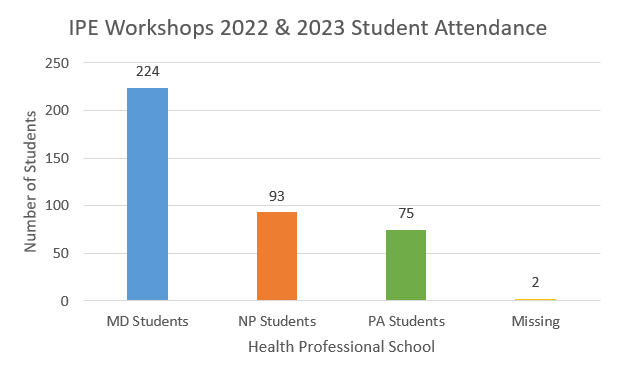 IPE Workshops 2022 & 2023 Student Attendance
Number of Students
250
200
150
100
50
0
224
93
75
2
MD Students NP Students PA Students Missing
Health Professional School